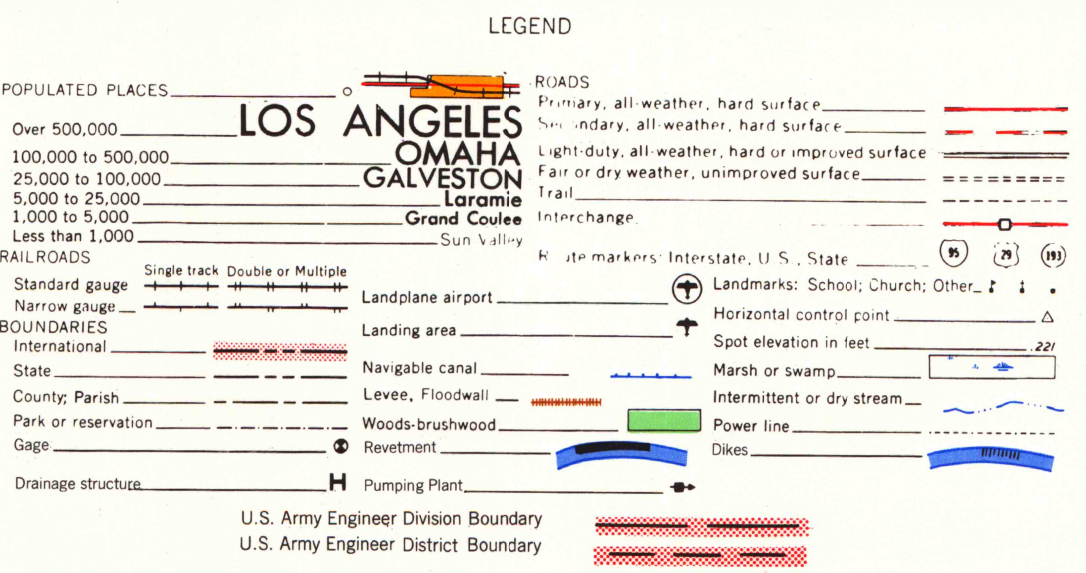 LEGEND
POPULATED PLACES
Over 500,000 LOS ANGELES
100,000 to 500,000 OMAHA
25,000 to 100,000 GALVESTON
5,000 to 25,000 Laramie
1,000 to 5,000 Grand Coulee
Less than 1,000 Sun Valley
ROADS
Primary, all-weather, hard surface
Secondary, all-weather, hard surface
Light-duty, all-weather, hard or improved surface
Fair or dry weather, unimproved surface
Trail
Interchange
Route markers: Interstate, U.S., State 95 29 193
RAILROADS
Single track Double or Multiple
Standard gauge
Narrow gauge
BOUNDARIES
International
State
County; Parish
Park or reservation
Gage
Drainage structure
Landplane airport
Landing area
Navigable canal
Levee, Floodwall
Woods-brushwood
Revetment
Pumping Plant
Landmarks: School; Church; Other
Horizontal control point
Spot elevation in feet .221
Marsh or swamp
Intermittent or dry stream
Power line
Dikes
U.S. Army Engineer Division Boundary
U.S. Army Engineer District Boundary